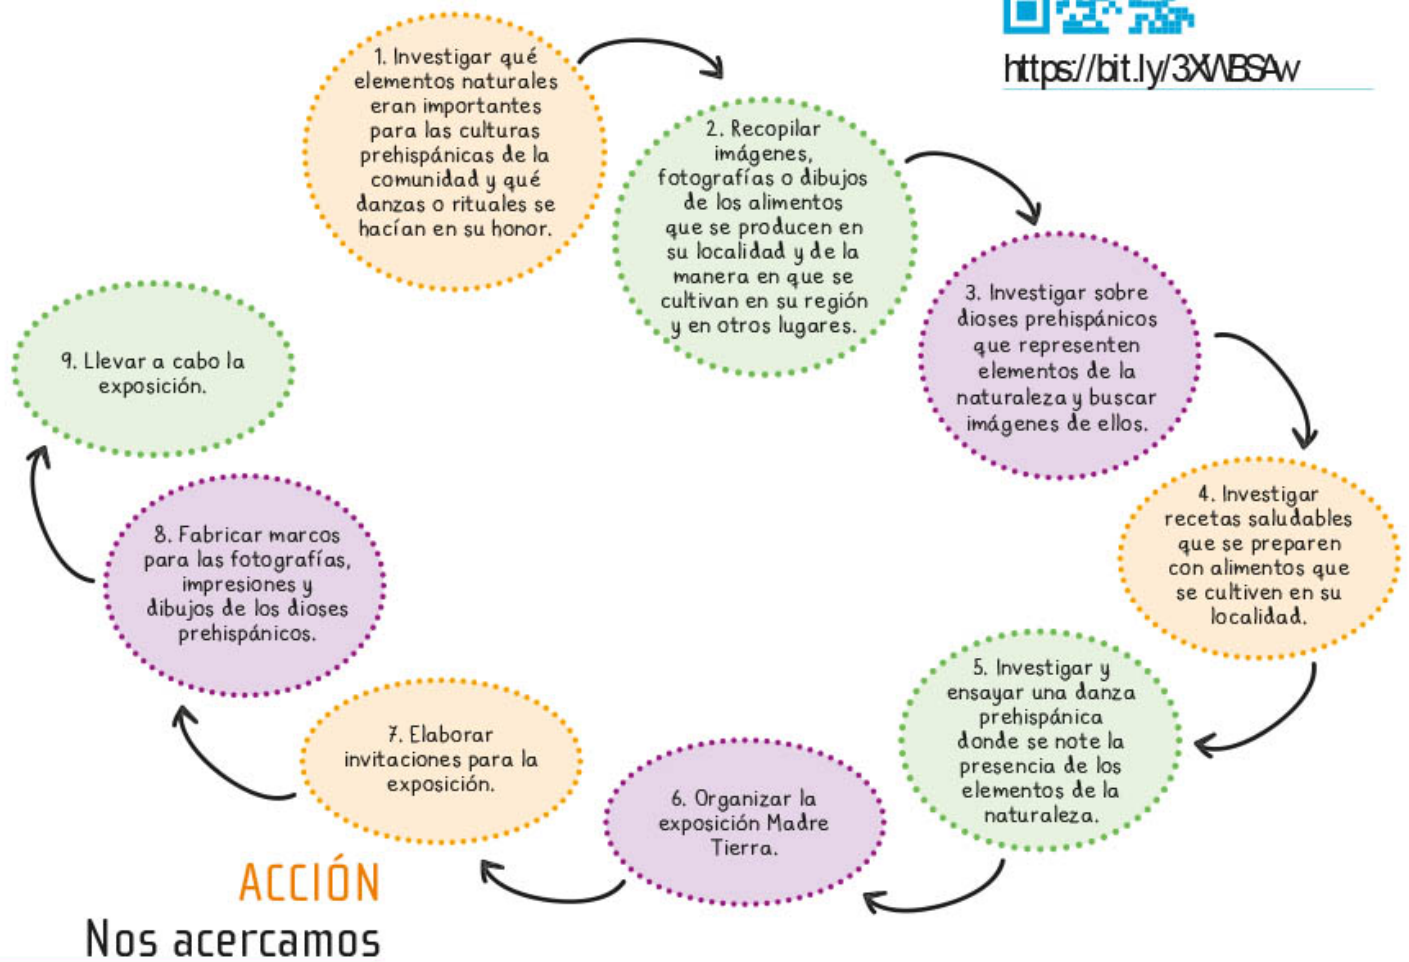 https://bit.ly/3XWBSAw
1. Investigar qué
elementos naturales
eran importantes
para las culturas
prehispánicas de la
comunidad y qué
danzas o rituales se
hacían en su honor.
2. Recopilar
imágenes,
fotografías o dibujos
de los alimentos
que se producen en
su localidad y de la
manera en que se
cultivan en su región
y en otros lugares.
3. Investigar sobre
dioses prehispánicos
que representen
elementos de la
naturaleza y buscar
imágenes de ellos.
4. Investigar
recetas saludables
que se preparen
con alimentos que
se cultiven en su
localidad.
5. Investigar y
ensayar una danza
prehispánica
donde se note la
presencia de los
elementos de la
naturaleza.
6. Organizar la
exposición Madre
Tierra.
7. Elaborar
invitaciones para la
exposición.
8. Fabricar marcos
para las fotografías,
impresiones y
dibujos de los dioses
prehispánicos.
9. Llevar a cabo la
exposición.
ACCIÓN
Nos acercamos